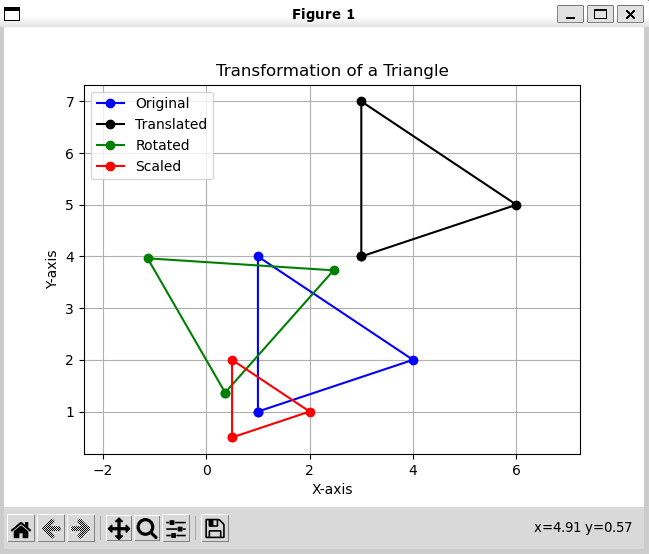 Figure 1
Transformation of a Triangle
Original
Translated
Rotated
Scaled
7
6
5
4
3
2
1
Y-axis
−2
0
2
4
6
X-axis
x=4.91 y=0.57